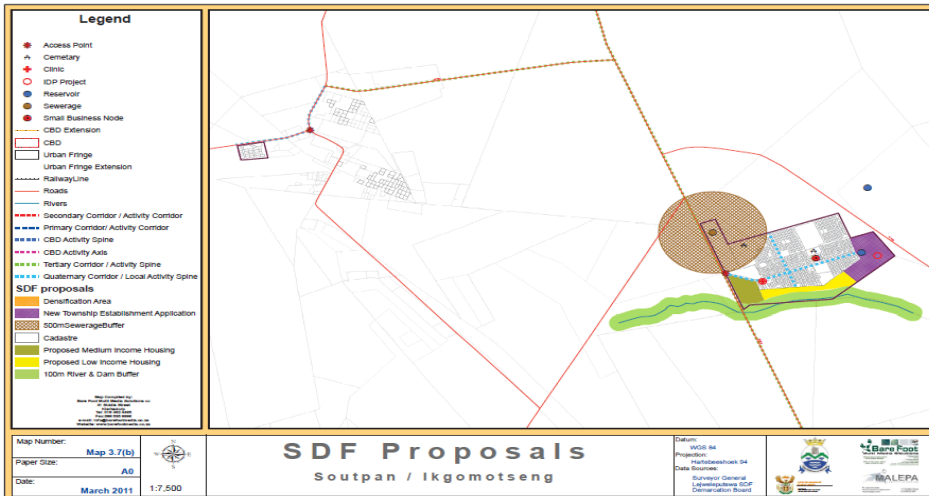 Legend
Access Point
Cemetary
Clinic
IDP Project
Reservoir
Sewerage
Small Business Node
CBD Extension
CBD
Urban Fringe
Urban Fringe Extension
RailwayLine
Roads
Rivers
Secondary Corridor / Activity Corridor
Primary Corridor/ Activity Corridor
CBD Activity Spine
CBD Activity Axis
Tertiary Corridor / Activity Spine
Quaternary Corridor / Local Activity Spine
SDF proposals
Densification Area
New Township Establishment Application
500mSewerageBuffer
Cadastre
Proposed Medium Income Housing
Proposed Low Income Housing
100m River & Dam Buffer
Map Compiled by:
Map Number:
Map 3.7(b)
Paper Size:
A0
Date:
March 2011
N
1:7,500
SDF Proposals
Soutpan / Ikgomotseng
Datum:
WGS 84
Projection:
Hartebeeshoek 94
Data Sources:
Surveyor General
Lejweleputswa SDF
Demarcation Board
Bare Foot
MALEPA